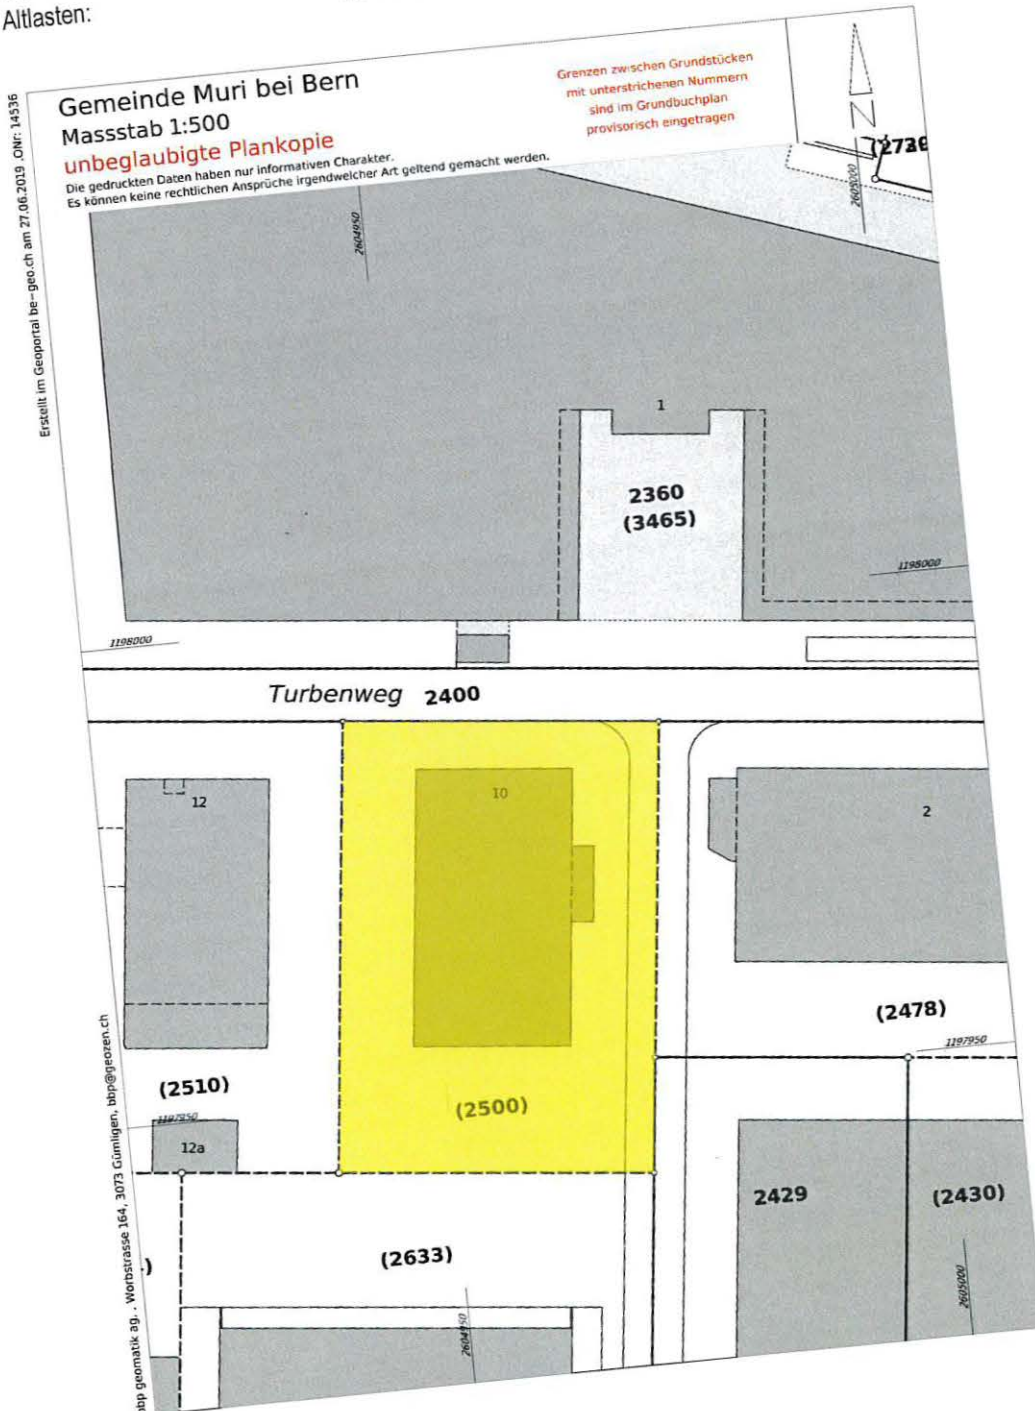 Altlasten:
Gemeinde Muri bei Bern
Massstab 1:500
unbeglaubigte Plankopie
Die gedruckten Daten haben nur informativen Charakter.
Es können keine rechtlichen Ansprüche irgendwelcher Art geltend gemacht werden.
Grenzen zwischen Grundstücken
mit unterstrichenen Nummern
sind im Grundbuchplan
provisorisch eingetragen
N
Erstellt im Geoportal be-geo.ch am 27.06.2019 .ONr: 14536
2604950
2605000
1
2360
(3465)
1198000
1198000
Turbenweg 2400
12
10
2
(2478)
1197950
(2510)
(2500)
1197950
12a
2429
(2430)
(2633)
2604950
2605000
bbp geomatik ag, . Worbstrasse 164, 3073 Gümligen, bbp@geozen.ch